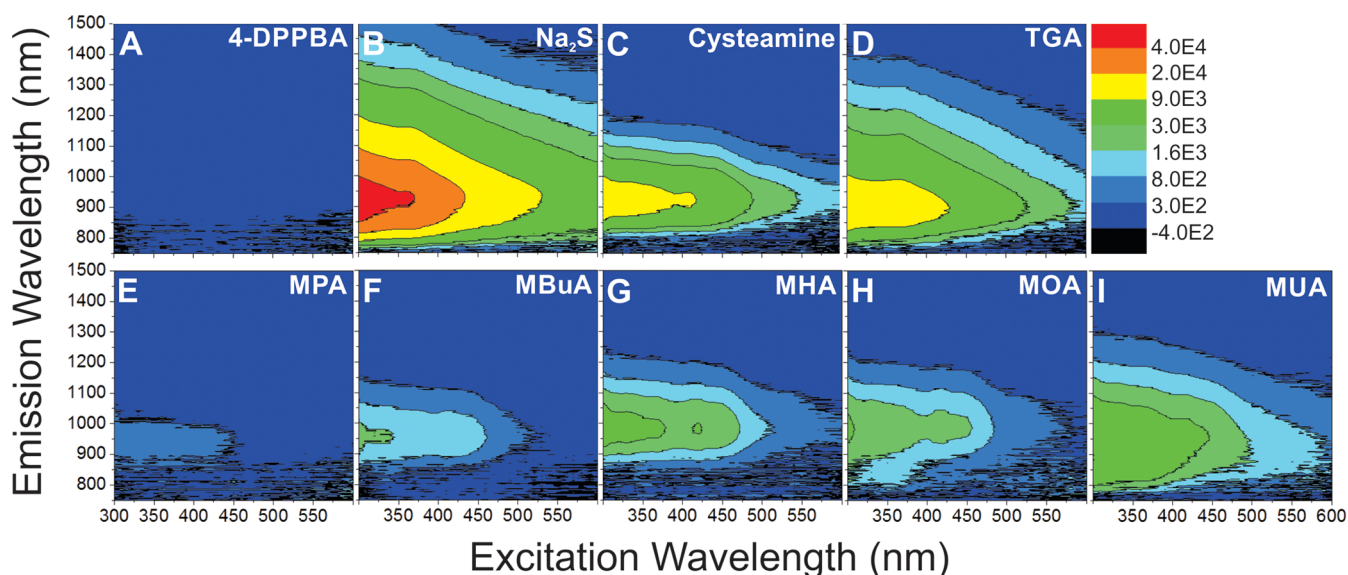 Emission Wavelength (nm)
1500
1400
1300
1200
1100
1000
900
800
A 4-DPPBA
B Na₂S
C Cysteamine
D TGA
4.0E4
2.0E4
9.0E3
3.0E3
1.6E3
8.0E2
3.0E2
-4.0E2
1500
1400
1300
1200
1100
1000
900
800
E MPA
F MBuA
G MHA
H MOA
I MUA
300 350 400 450 500 550
350 400 450 500 550
350 400 450 500 550
350 400 450 500 550
350 400 450 500 550 600
Excitation Wavelength (nm)